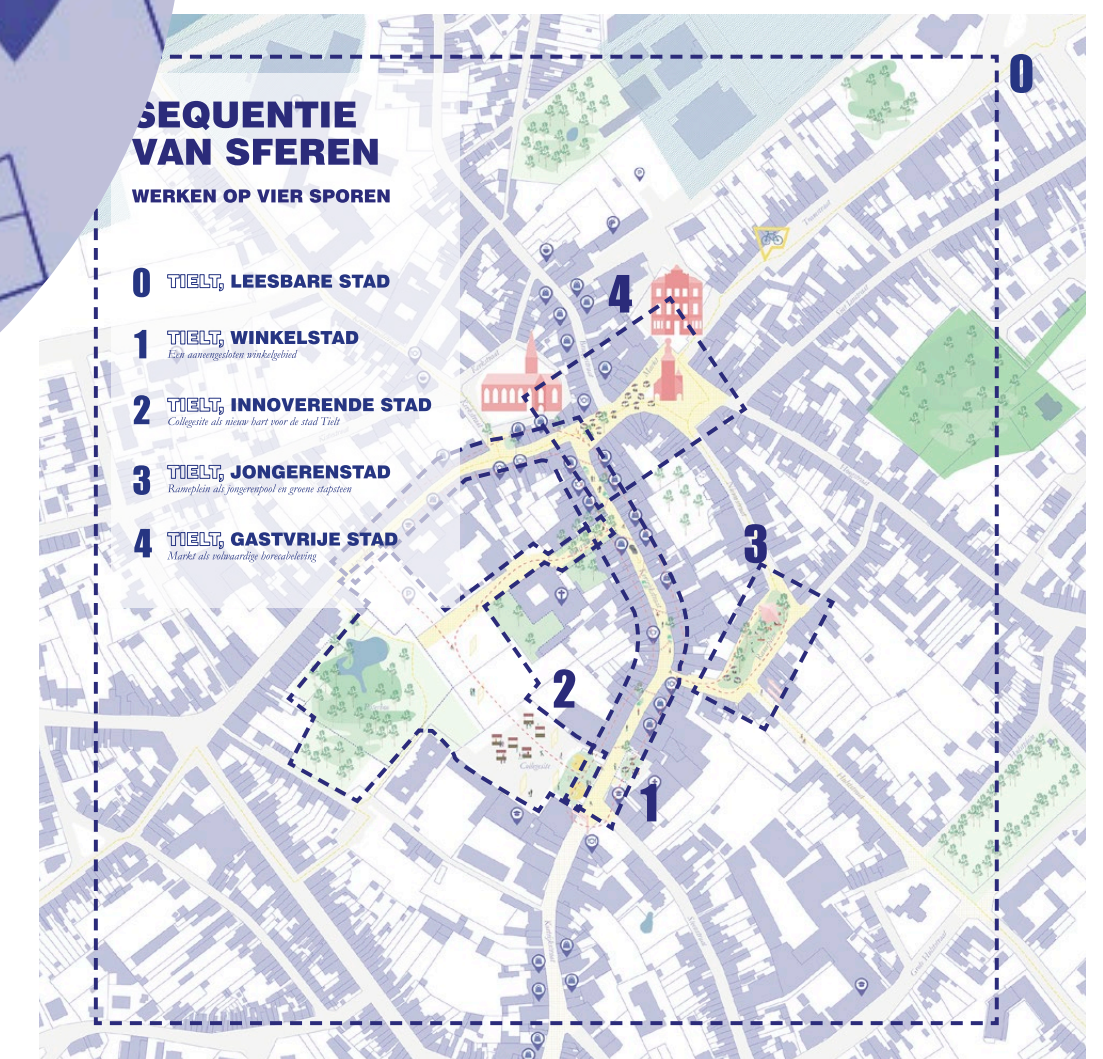 SEQUENTIE
VAN SFEREN
WERKEN OP VIER SPOREN
0 TIELT, LEESBARE STAD
1 TIELT, WINKELSTAD
Een aaneengesloten winkelgebied
2 TIELT, INNOVERENDE STAD
Collegesite als nieuw hart voor de stad Tielt
3 TIELT, JONGERENSTAD
Rameplein als jongerenpool en groene stapsteen
4 TIELT, GASTVRIJE STAD
Markt als volwaardige horecabeleving
0
4
Markt
3
2
Collegesite
1